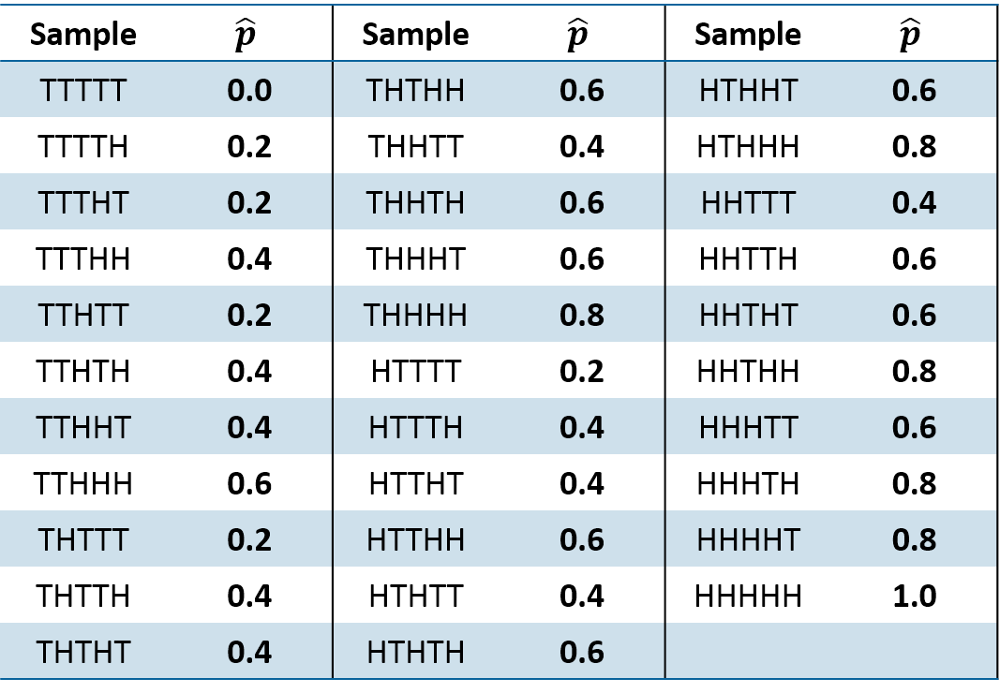 Sample p̂ Sample p̂ Sample p̂
TTTTT 0.0 THTHH 0.6 HTHHT 0.6
TTTTH 0.2 THHTT 0.4 HTHHH 0.8
TTTHT 0.2 THHTH 0.6 HHTTT 0.4
TTTHH 0.4 THHHT 0.6 HHTTH 0.6
TTHTT 0.2 THHHH 0.8 HHTHT 0.6
TTHTH 0.4 HTTTT 0.2 HHTHH 0.8
TTHHT 0.4 HTTTH 0.4 HHHTT 0.6
TTHHH 0.6 HTTHT 0.4 HHHTH 0.8
THTTT 0.2 HTTHH 0.6 HHHHT 0.8
THTTH 0.4 HTHTT 0.4 HHHHH 1.0
THTHT 0.4 HTHTH 0.6